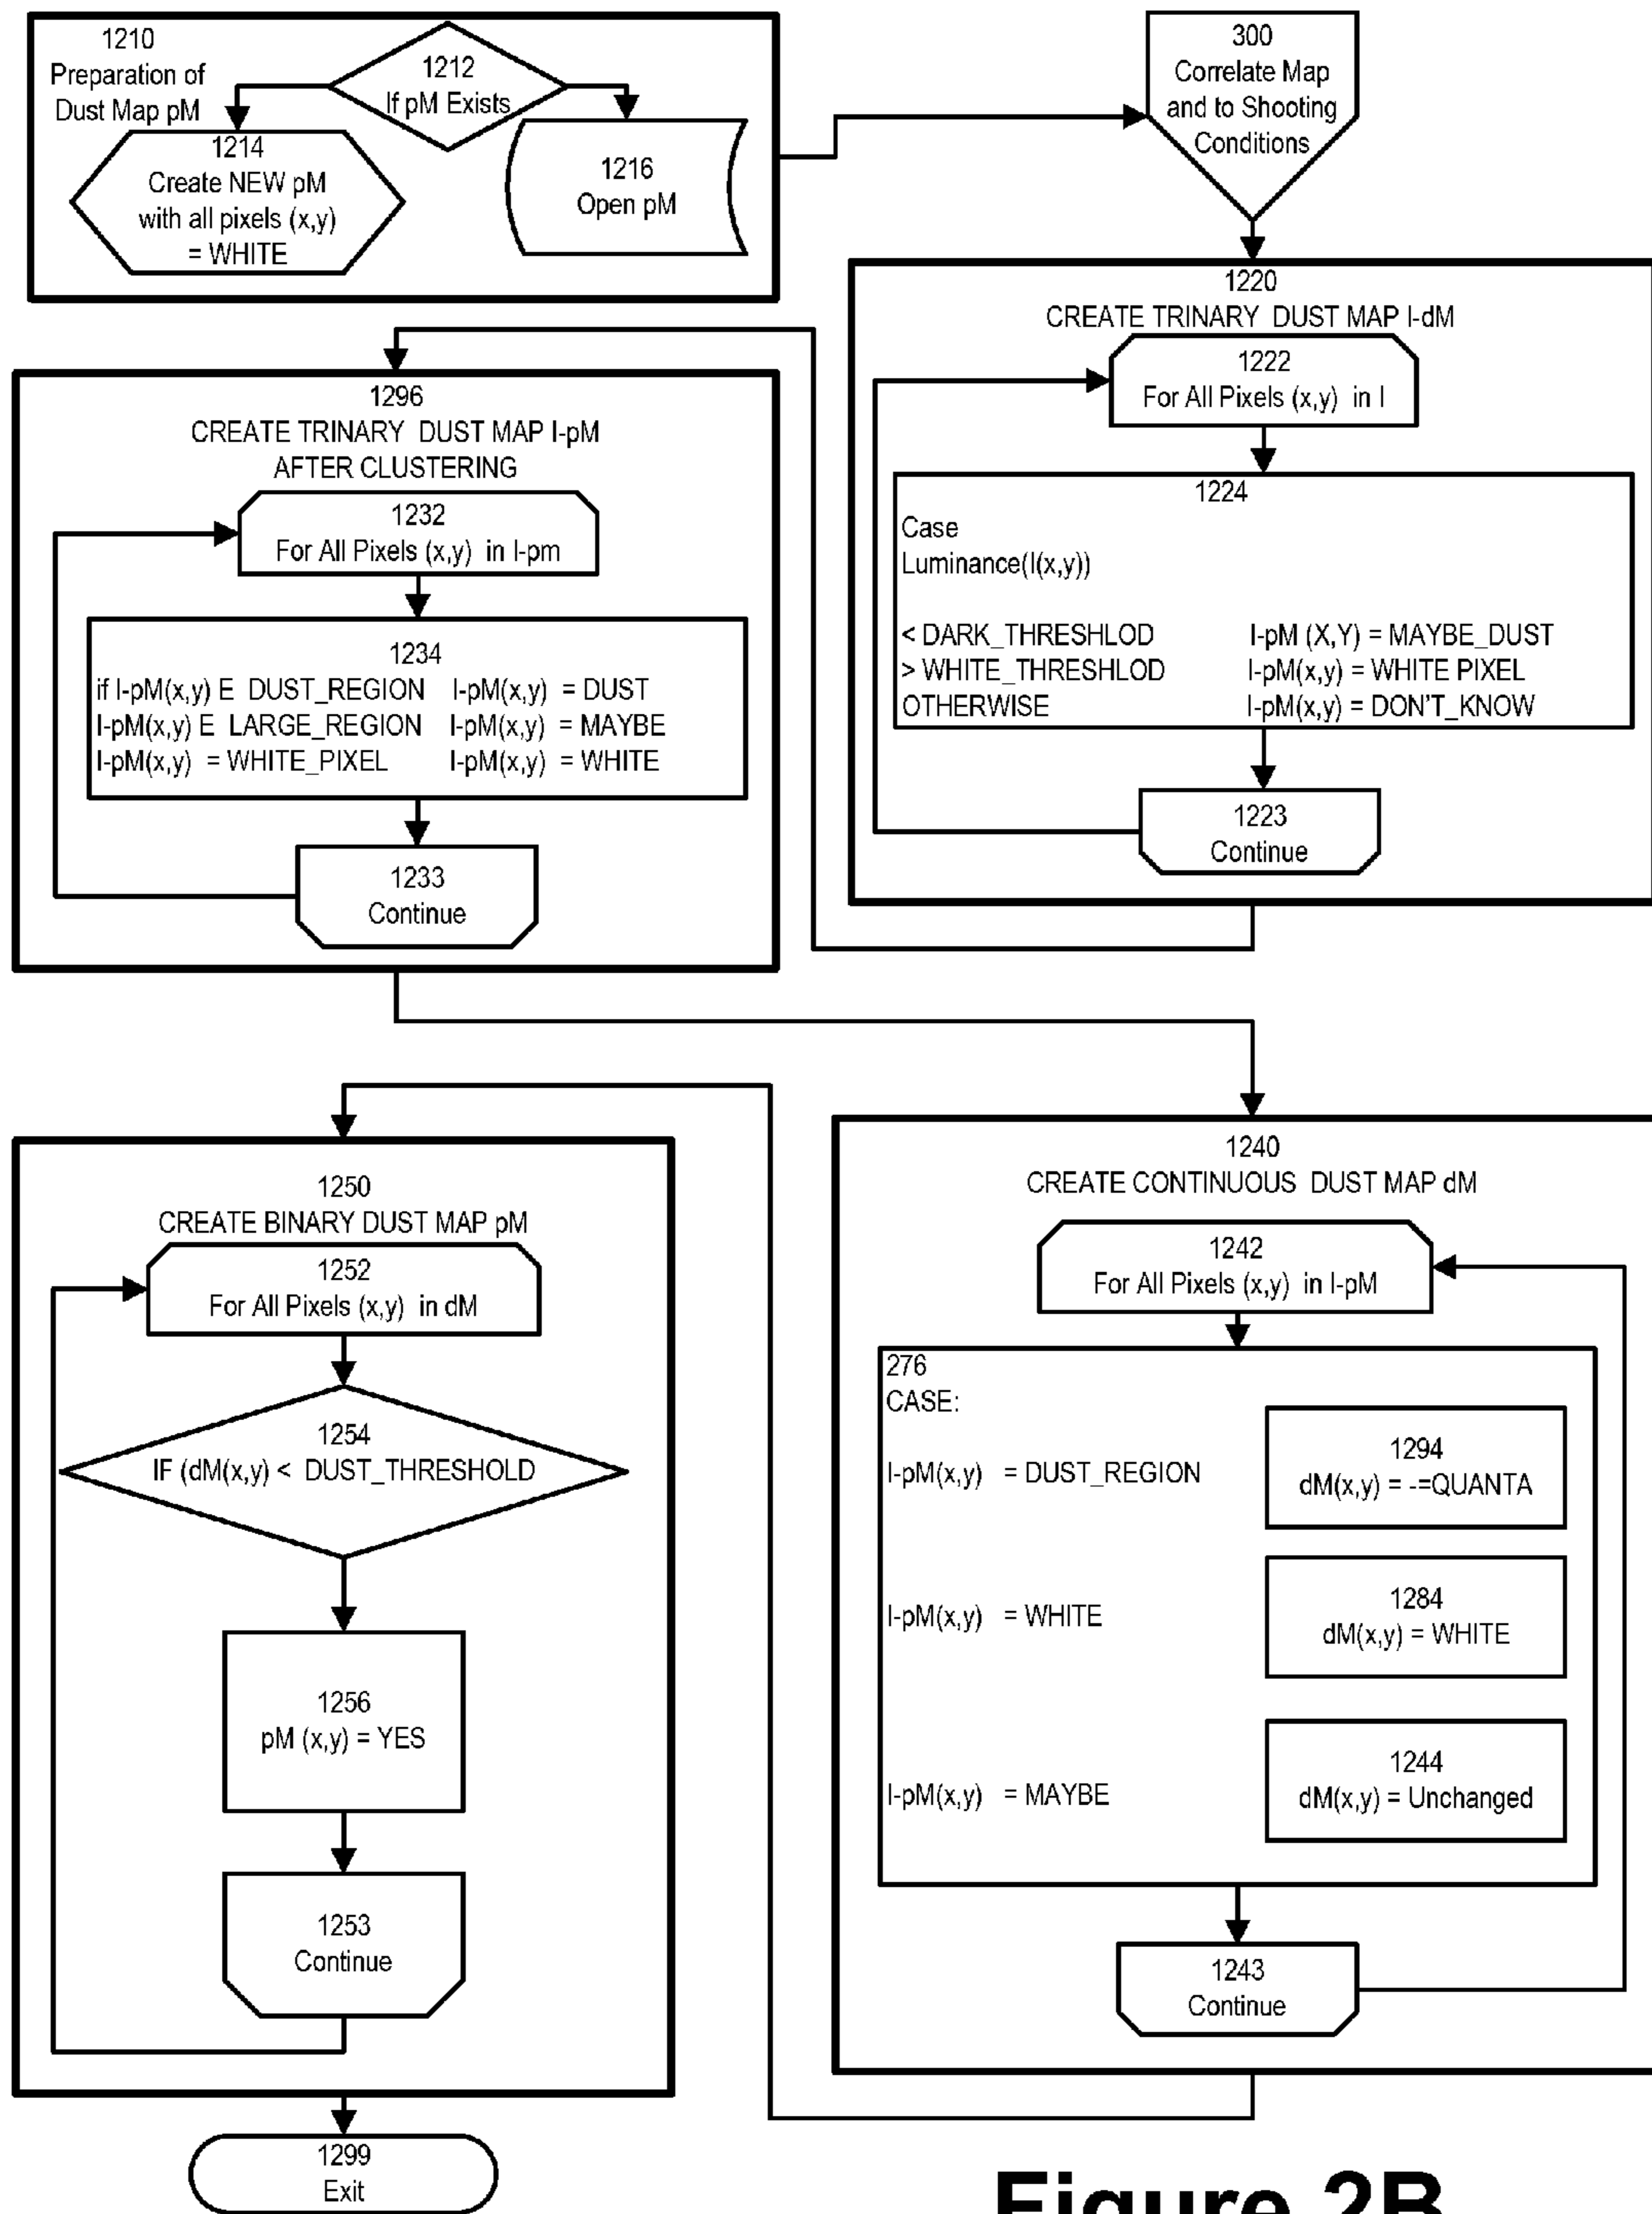 1210
Preparation of
Dust Map pM
1212
If pM Exists
1214
Create NEW pM
with all pixels (x,y)
= WHITE
1216
Open pM
300
Correlate Map
and to Shooting
Conditions
1220
CREATE TRINARY DUST MAP I-dM
1222
For All Pixels (x,y) in I
1224
Case
Luminance(I(x,y))
< DARK_THRESHLOD I-pM (X,Y) = MAYBE_DUST
> WHITE_THRESHLOD I-pM(x,y) = WHITE PIXEL
OTHERWISE I-pM(x,y) = DON'T_KNOW
1223
Continue
1296
CREATE TRINARY DUST MAP I-pM
AFTER CLUSTERING
1232
For All Pixels (x,y) in I-pm
1234
if I-pM(x,y) E DUST_REGION I-pM(x,y) = DUST
I-pM(x,y) E LARGE_REGION I-pM(x,y) = MAYBE
I-pM(x,y) = WHITE_PIXEL I-pM(x,y) = WHITE
1233
Continue
1240
CREATE CONTINUOUS DUST MAP dM
1242
For All Pixels (x,y) in I-pM
276
CASE:
I-pM(x,y) = DUST_REGION
1294
dM(x,y) = -=QUANTA
I-pM(x,y) = WHITE
1284
dM(x,y) = WHITE
I-pM(x,y) = MAYBE
1244
dM(x,y) = Unchanged
1243
Continue
1250
CREATE BINARY DUST MAP pM
1252
For All Pixels (x,y) in dM
1254
IF (dM(x,y) < DUST_THRESHOLD
1256
pM (x,y) = YES
1253
Continue
1299
Exit
Figure 2B